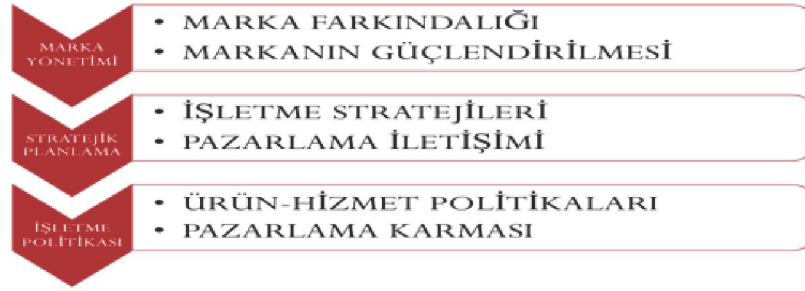 MARKA
YÖNETİMİ
• MARKA FARKINDALIĞI
• MARKANIN GÜÇLENDİRİLMESİ
STRATEJİK
PLANLAMA
• İŞLETME STRATEJİLERİ
• PAZARLAMA İLETİŞİMİ
İŞLETME
POLİTİKASI
• ÜRÜN-HİZMET POLİTİKALARI
• PAZARLAMA KARMASI